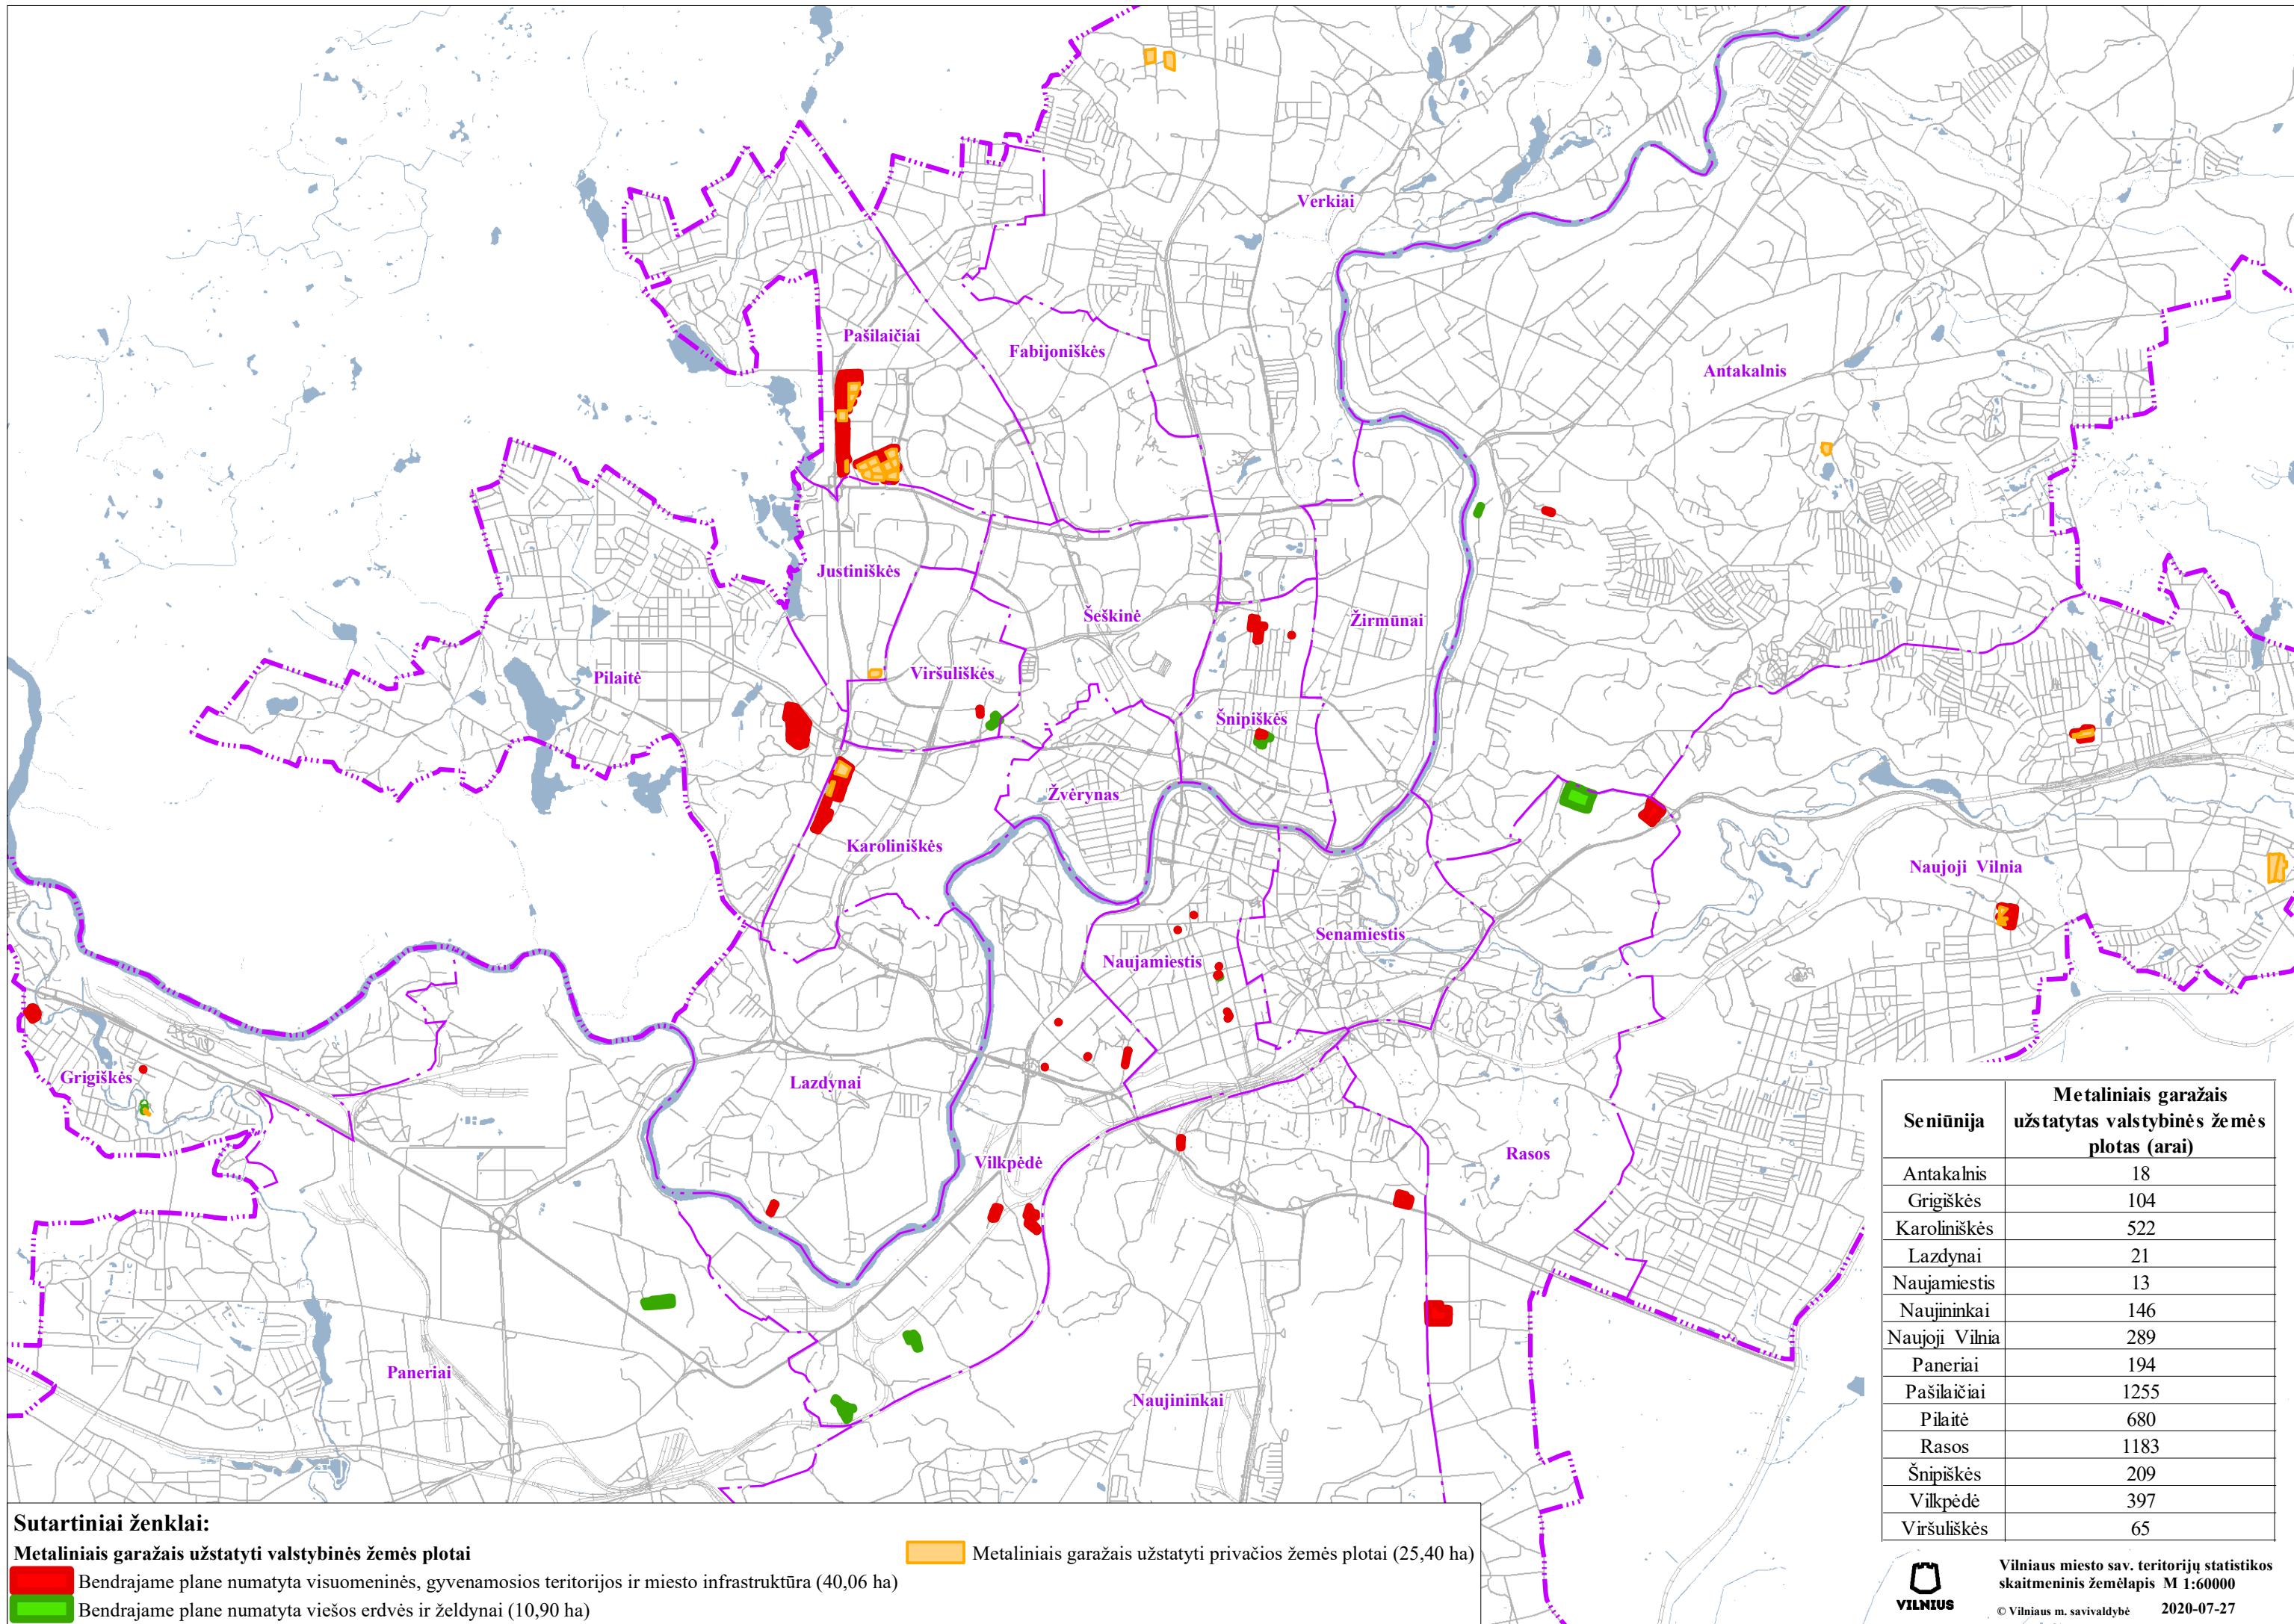 Verkiai
Pašilaičiai
Fabijoniškės
Antakalnis
Justiniškės
Šeškinė
Žirmūnai
Pilaitė
Viršuliškės
Šnipiškės
Žvėrynas
Karoliniškės
Naujoji Vilnia
Senamiestis
Naujamiestis
Grigiškės
Lazdynai
Vilkpėdė
Rasos
Paneriai
Naujininkai
Seniūnija
Metaliniais garažais
užstatytas valstybinės žemės
plotas (arai)
Antakalnis 18
Grigiškės 104
Karoliniškės 522
Lazdynai 21
Naujamiestis 13
Naujininkai 146
Naujoji Vilnia 289
Paneriai 194
Pašilaičiai 1255
Pilaitė 680
Rasos 1183
Šnipiškės 209
Vilkpėdė 397
Viršuliškės 65
Sutartiniai ženklai:
Metaliniais garažais užstatyti valstybinės žemės plotai
Bendrajame plane numatyta visuomeninės, gyvenamosios teritorijos ir miesto infrastruktūra (40,06 ha)
Bendrajame plane numatyta viešos erdvės ir želdynai (10,90 ha)
Metaliniais garažais užstatyti privačios žemės plotai (25,40 ha)
VILNIUS
Vilniaus miesto sav. teritorijų statistikos
skaitmeninis žemėlapis M 1:60000
© Vilniaus m. savivaldybė 2020-07-27